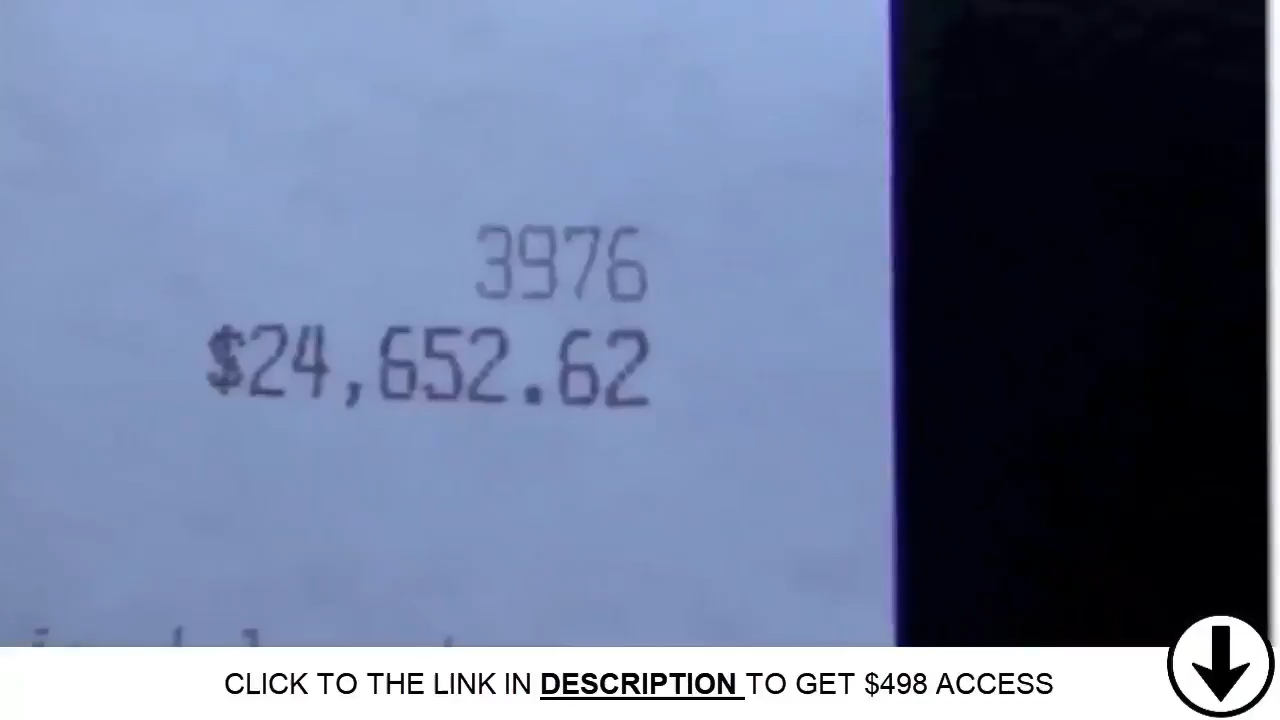 3976
$24,652.62
CLICK TO THE LINK IN DESCRIPTION TO GET $498 ACCESS